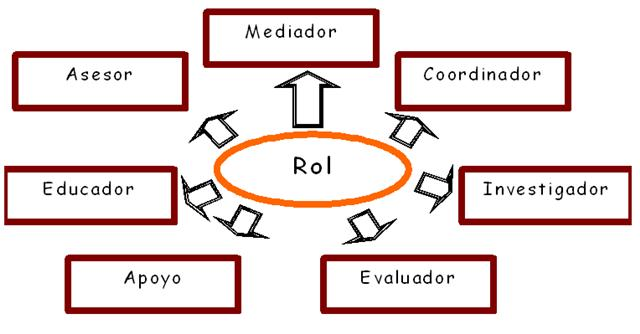 Mediador
Asesor
Coordinador
Rol
Educador
Investigador
Apoyo
Evaluador